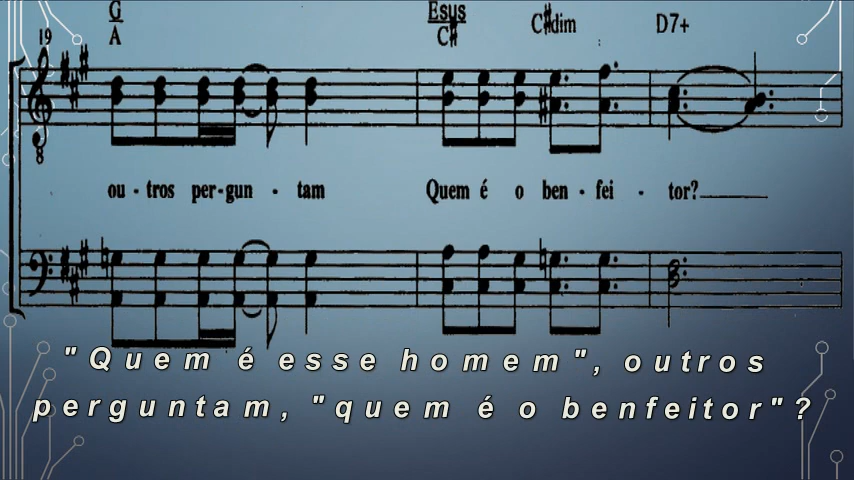 G Esus C#dim D7+
A C#
19
8
ou - tros per - gun - tam Quem é o ben - fei - tor?
"Quem é esse homem", outros
perguntam, "quem é o benfeitor"?